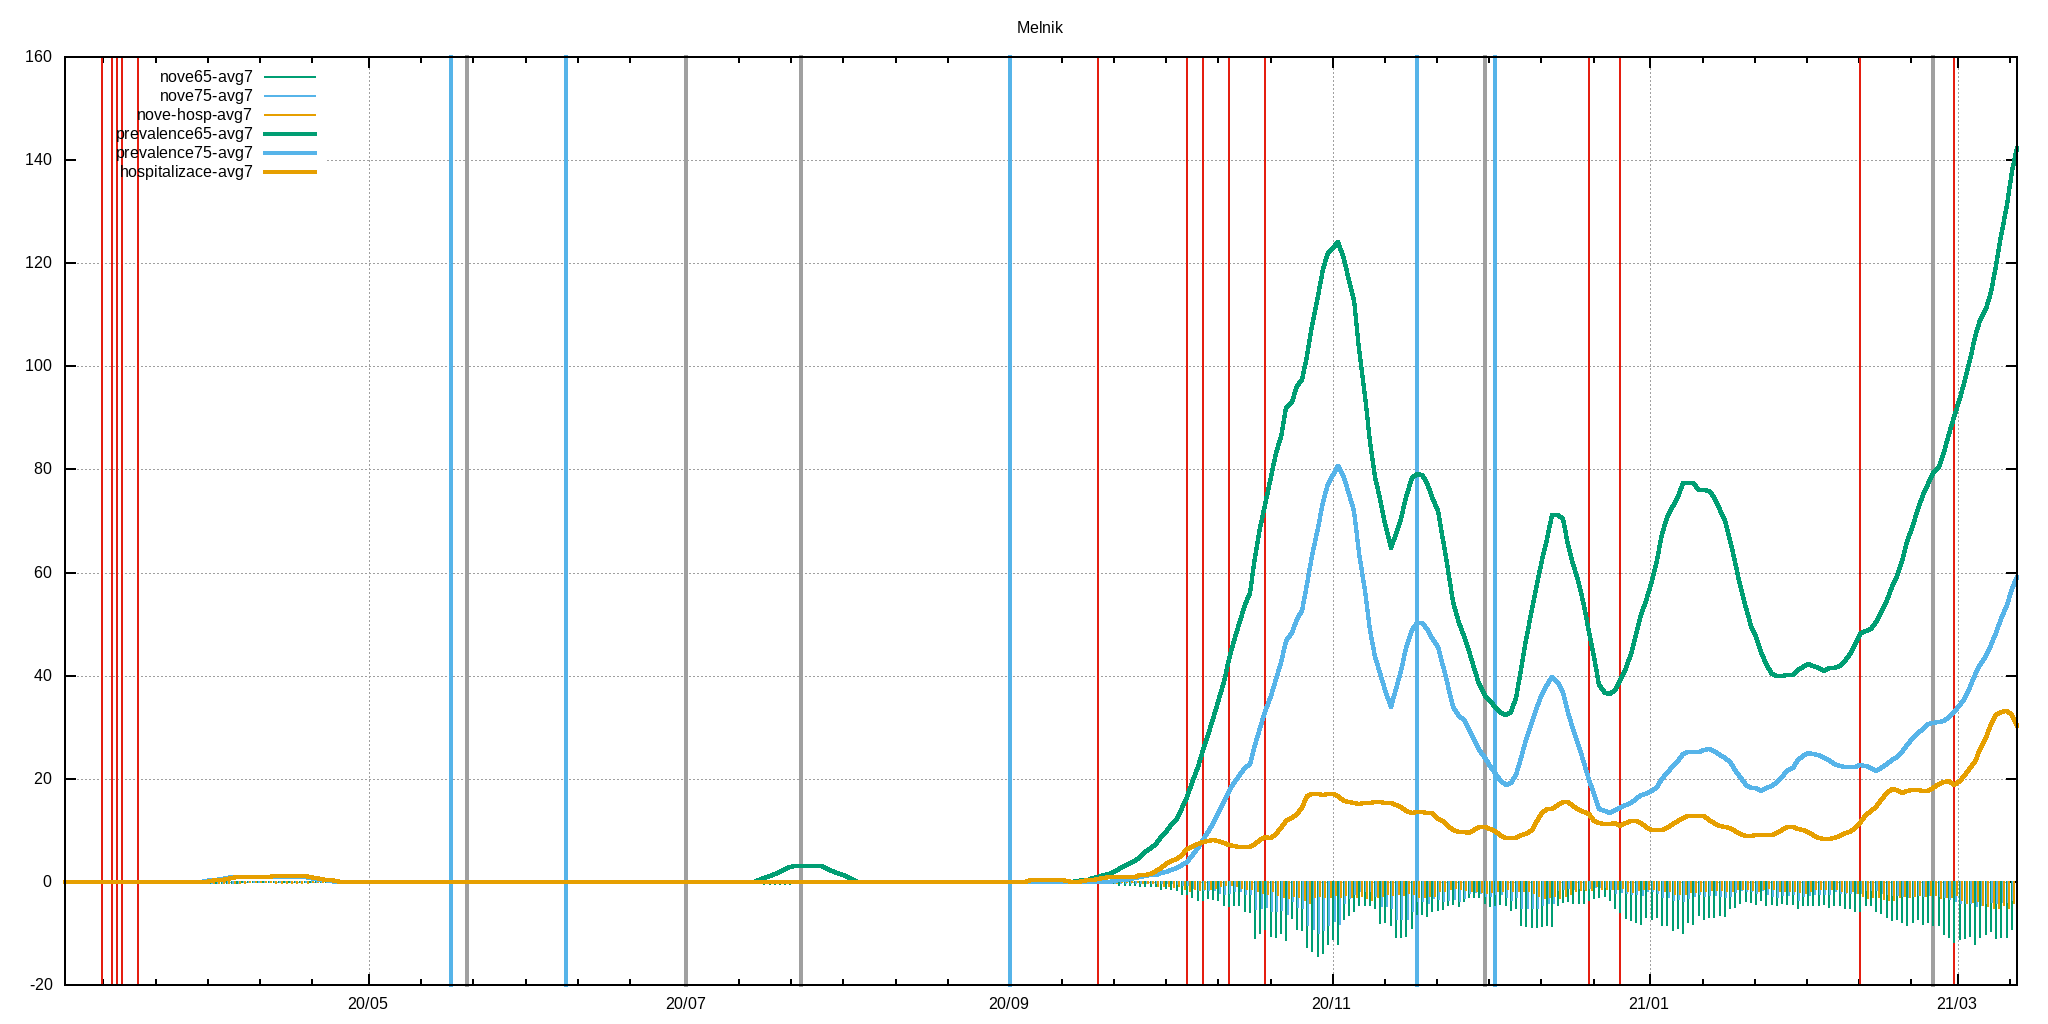 Melnik
160
140
120
100
80
60
40
20
0
-20
nove65-avg7
nove75-avg7
nove-hosp-avg7
prevalence65-avg7
prevalence75-avg7
hospitalizace-avg7
20/05 20/07 20/09 20/11 21/01 21/03